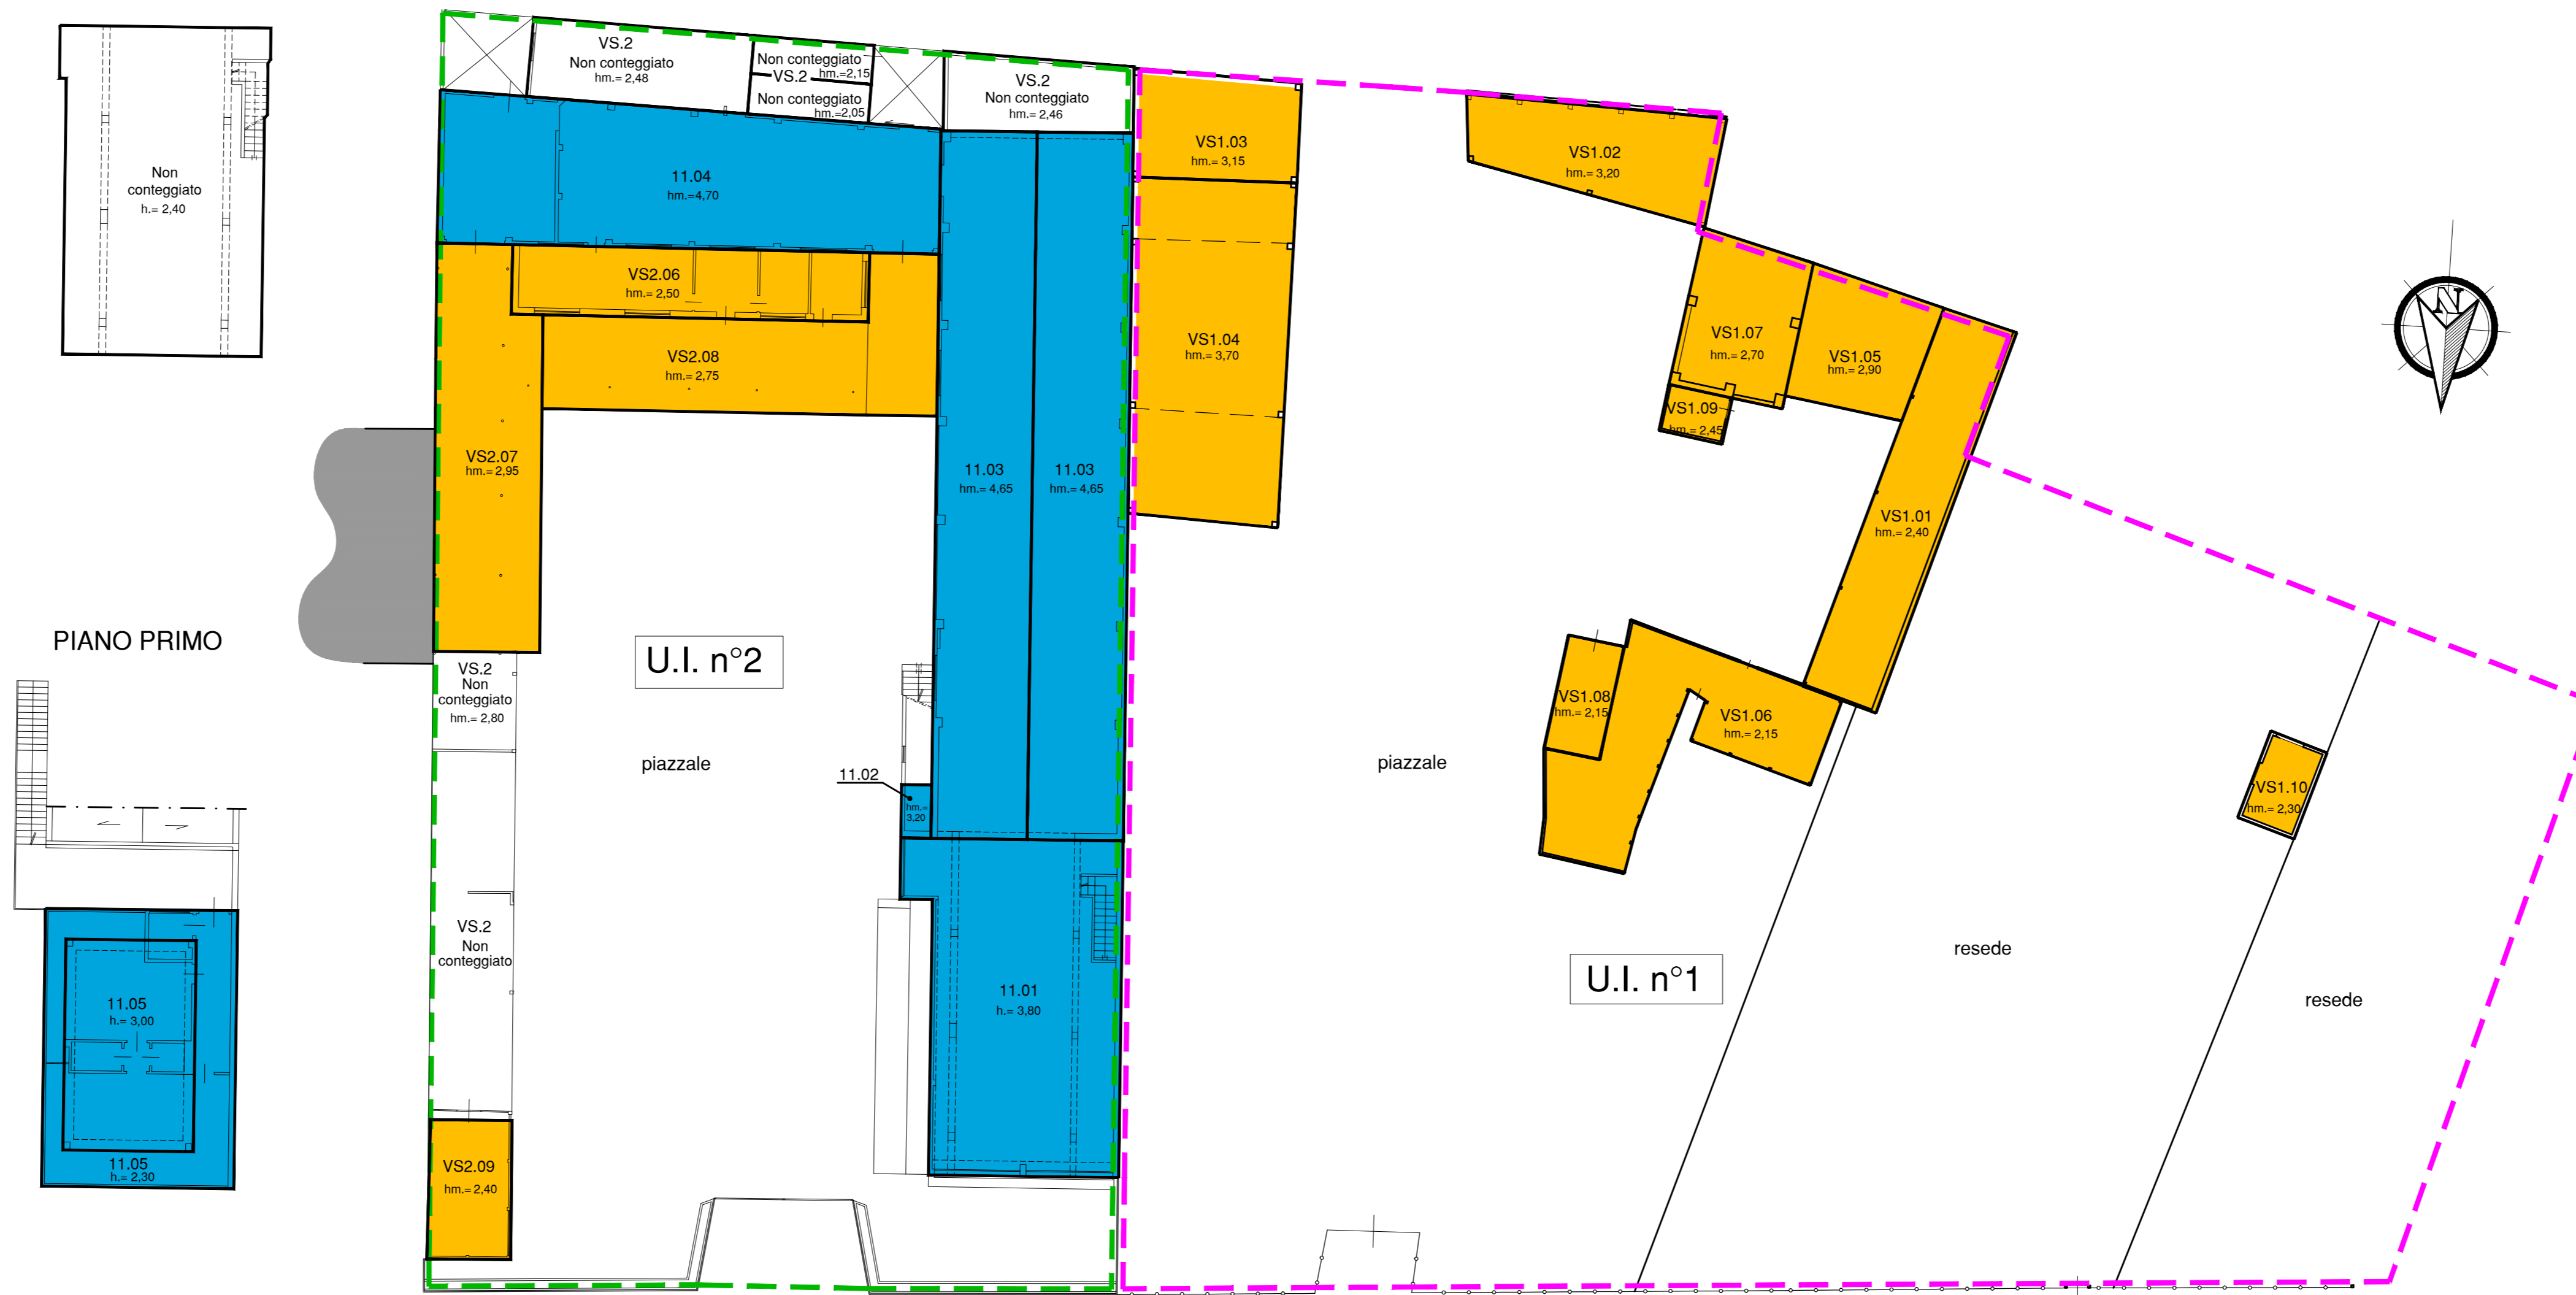 Non
conteggiato
h.= 2,40
PIANO PRIMO
11.05
h.= 3,00
11.05
h.= 2,30
VS.2
Non conteggiato
hm.= 2,48
Non conteggiato
hm.=2,15
VS.2
Non conteggiato
hm.=2,05
VS.2
Non conteggiato
hm.= 2,46
11.04
hm.=4,70
VS2.06
hm.= 2,50
VS2.08
hm.= 2,75
VS2.07
hm.= 2,95
11.03
hm.= 4,65
11.03
hm.= 4,65
U.I. n°2
VS.2
Non
conteggiato
hm.= 2,80
piazzale
11.02
hm.=
3,20
VS.2
Non
conteggiato
11.01
h.= 3,80
VS2.09
hm.= 2,40
VS1.03
hm.= 3,15
VS1.04
hm.= 3,70
VS1.02
hm.= 3,20
VS1.07
hm.= 2,70
VS1.05
hm.= 2,90
VS1.09
hm.= 2,45
VS1.01
hm.= 2,40
VS1.08
hm.= 2,15
VS1.06
hm.= 2,15
piazzale
VS1.10
hm.= 2,30
U.I. n°1
resede
resede
N